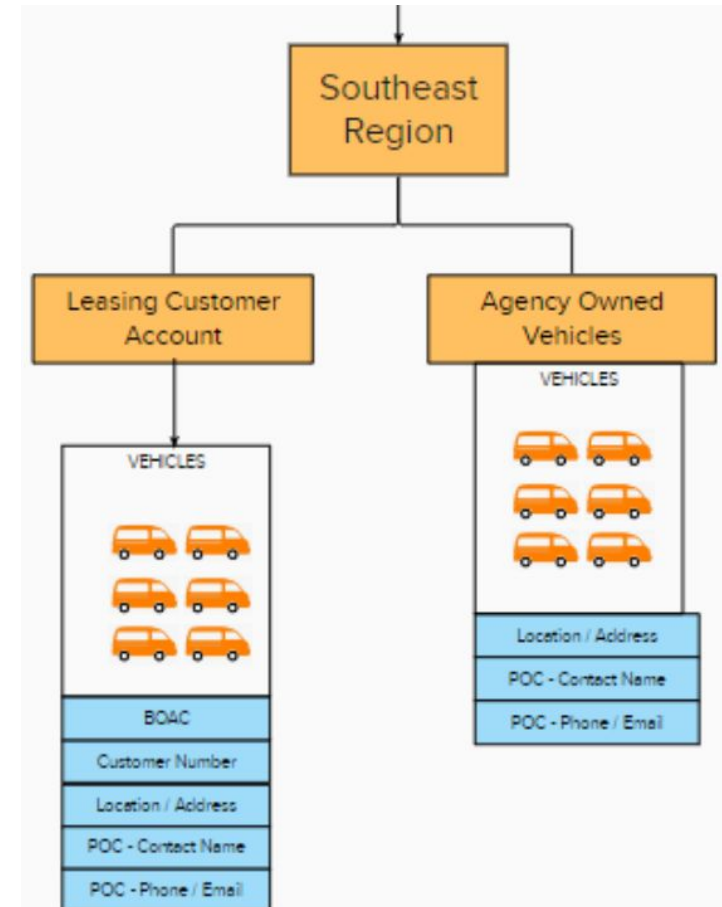 Southeast
Region
Leasing Customer
Account
VEHICLES
BOAC
Customer Number
Location / Address
POC - Contact Name
POC - Phone / Email
Agency Owned
Vehicles
VEHICLES
Location / Address
POC - Contact Name
POC - Phone / Email